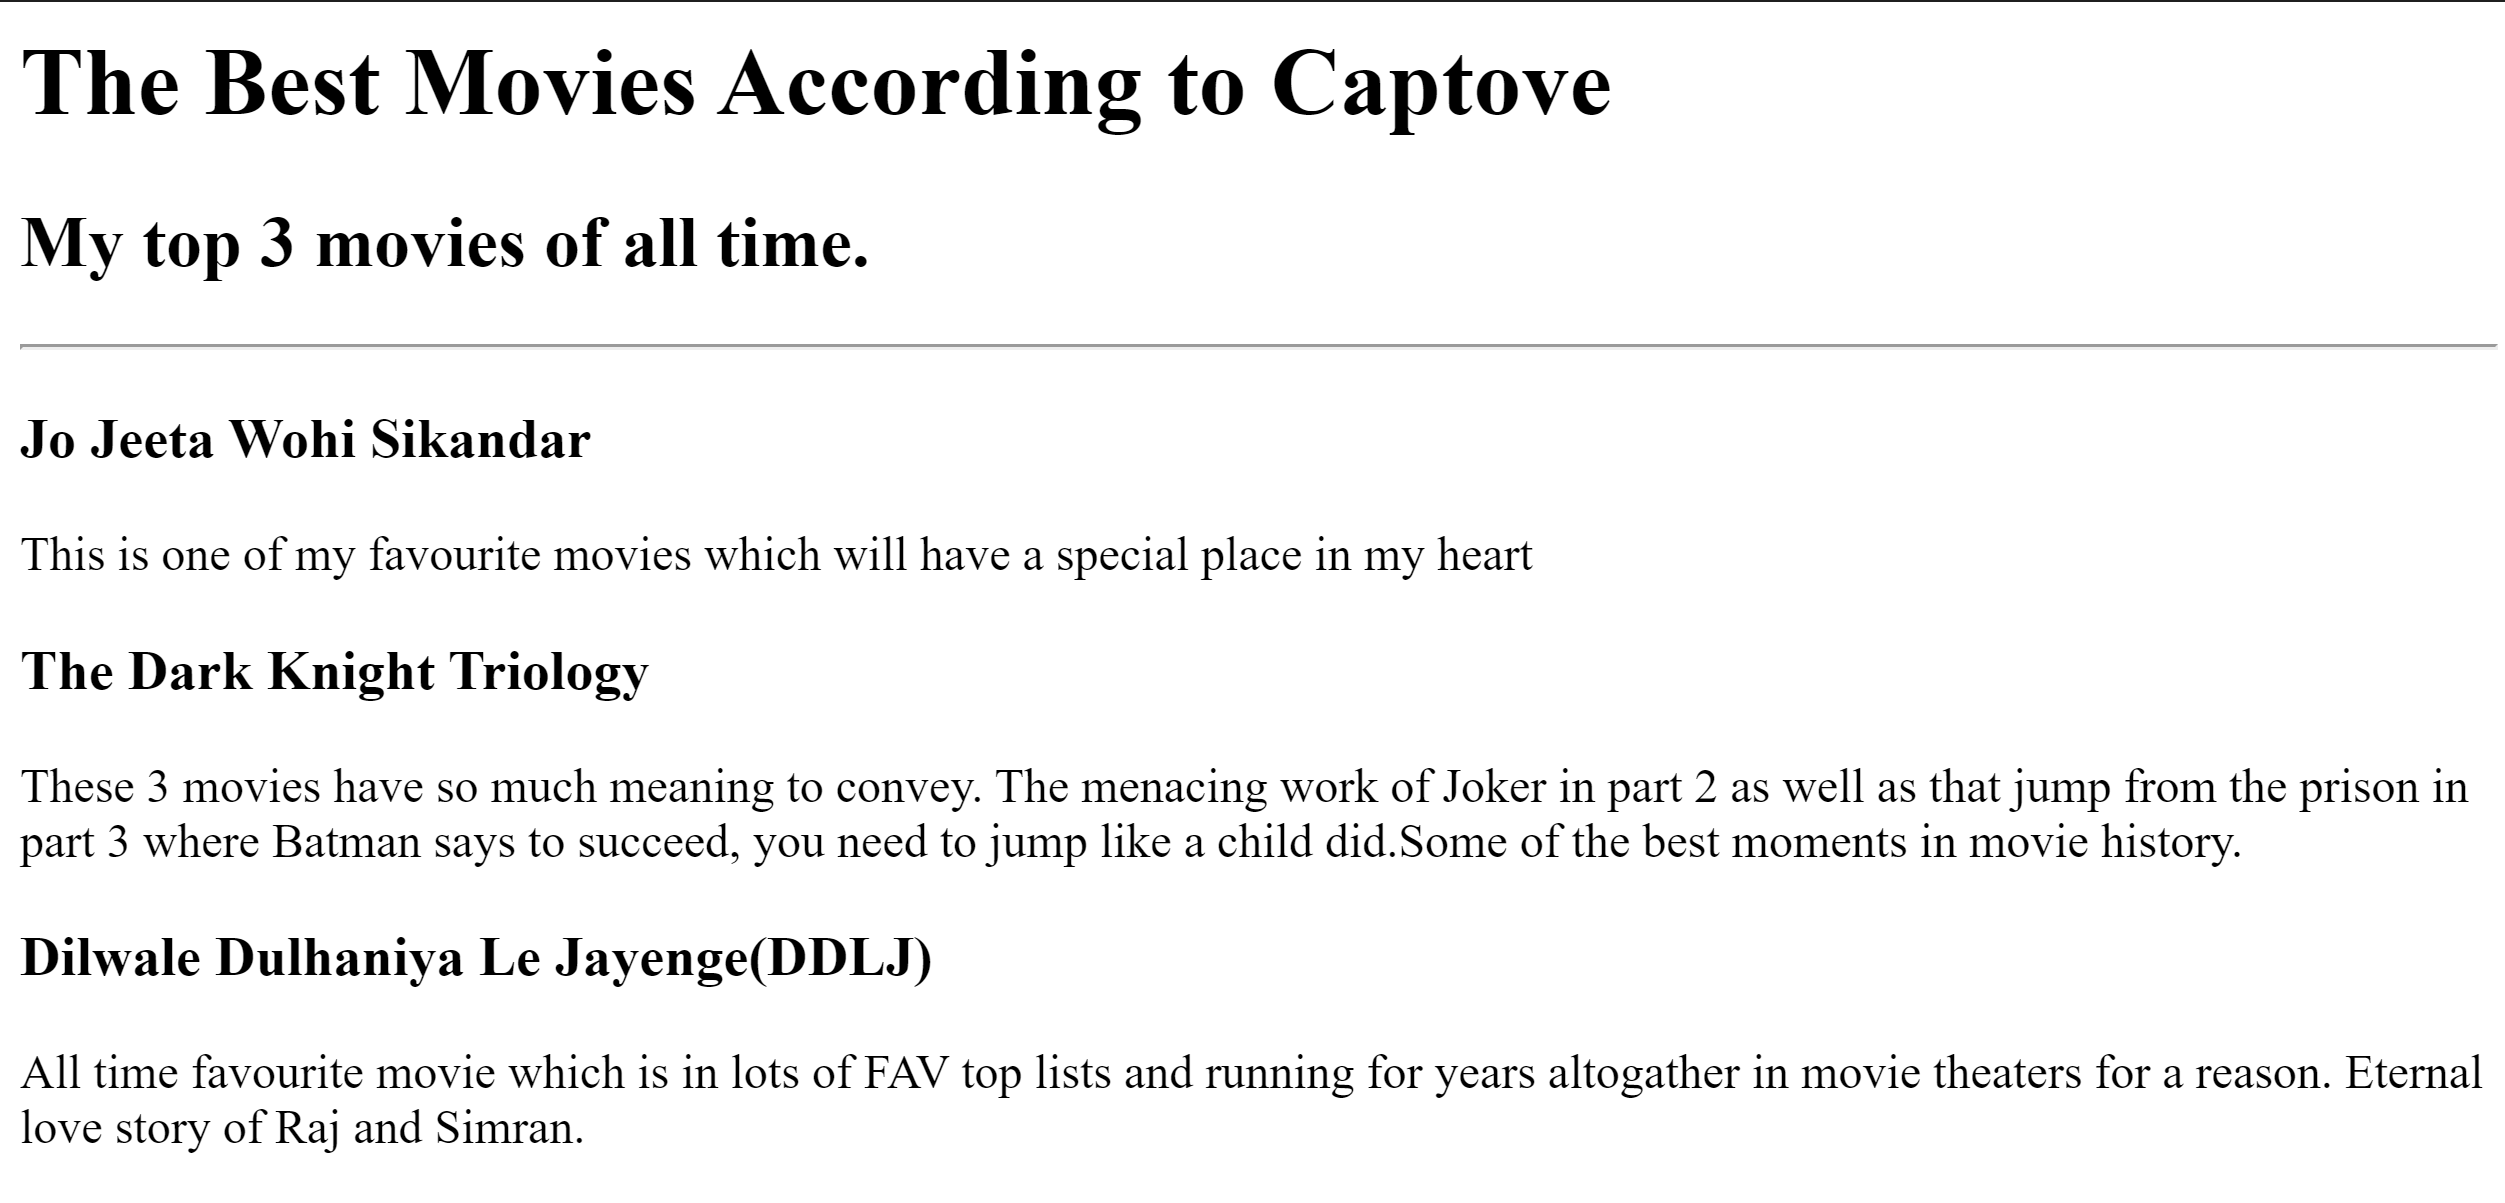 The Best Movies According to Captove
My top 3 movies of all time.
Jo Jeeta Wohi Sikandar
This is one of my favourite movies which will have a special place in my heart
The Dark Knight Triology
These 3 movies have so much meaning to convey. The menacing work of Joker in part 2 as well as that jump from the prison in
part 3 where Batman says to succeed, you need to jump like a child did.Some of the best moments in movie history.
Dilwale Dulhaniya Le Jayenge(DDLJ)
All time favourite movie which is in lots of FAV top lists and running for years altogather in movie theaters for a reason. Eternal
love story of Raj and Simran.